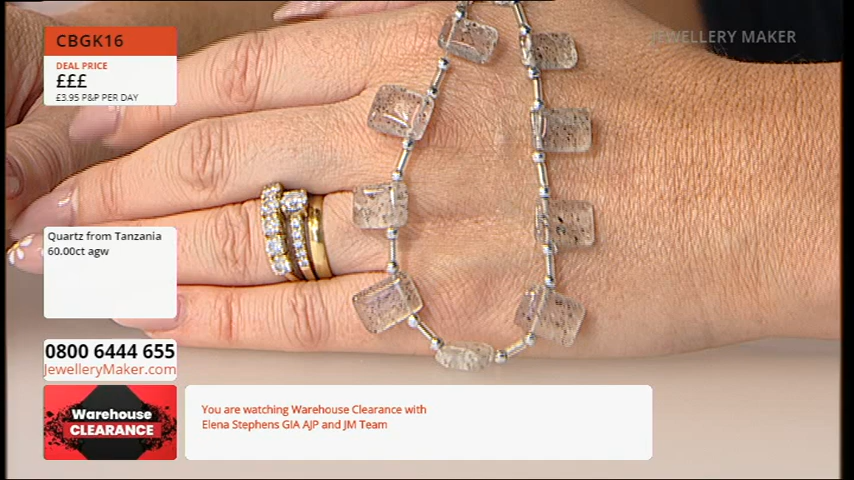 CBGK16
JEWELLERY MAKER
DEAL PRICE
£££
£3.95 P&P PER DAY
Quartz from Tanzania
60.00ct agw
0800 6444 655
JewelleryMaker.com
Warehouse
CLEARANCE
You are watching Warehouse Clearance with
Elena Stephens GIA AJP and JM Team